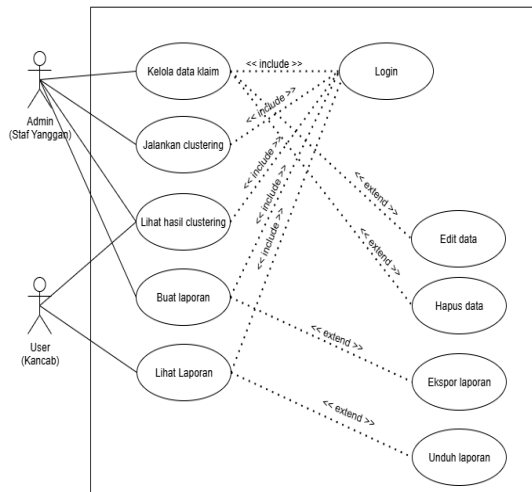 Kelola data klaim
<< include >>
Login
Admin
(Staf Yanggan)
Jalankan clustering
<< include >>
<< include >>
<< include >>
<< include >>
Lihat hasil clustering
<< extend >>
Edit data
<< extend >>
Hapus data
Buat laporan
User
(Kancab)
Lihat Laporan
<< extend >>
Ekspor laporan
<< extend >>
Unduh laporan